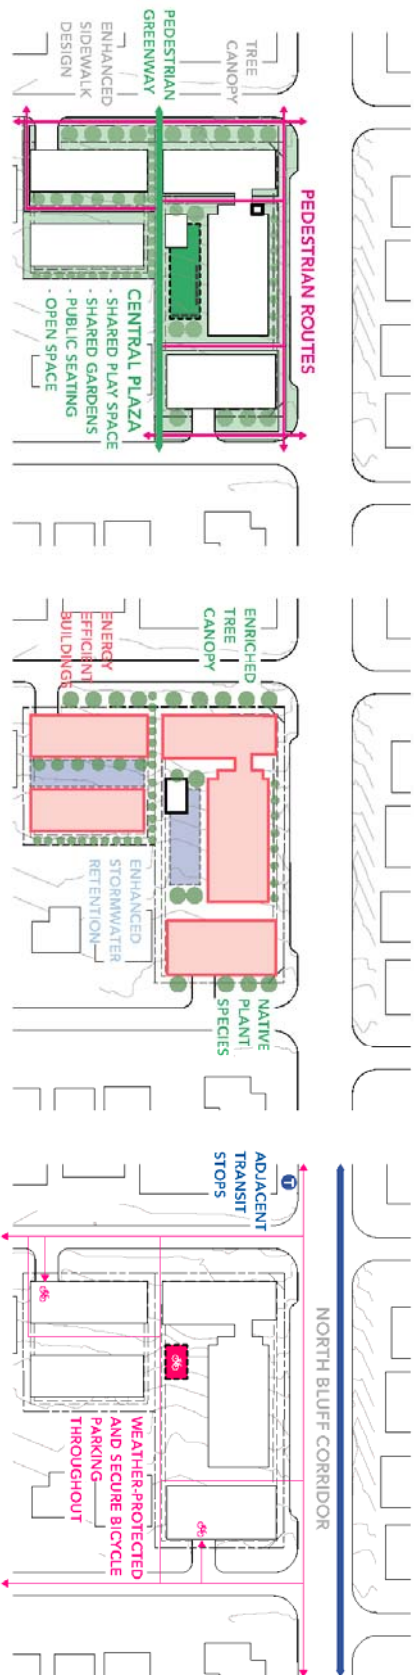 TREE
CANOPY
PEDESTRIAN
GREENWAY
ENHANCED
SIDEWALK
DESIGN
PEDESTRIAN ROUTES
CENTRAL PLAZA
- SHARED PLAY SPACE
- SHARED GARDENS
- PUBLIC SEATING
- OPEN SPACE
ENRICHED
TREE
CANOPY
ENERGY
EFFICIENT
BUILDINGS
ENHANCED
STORMWATER
RETENTION
NATIVE
PLANT
SPECIES
T
ADJACENT
TRANSIT
STOPS
NORTH BLUFF CORRIDOR
WEATHER-PROTECTED
AND SECURE BICYCLE
PARKING
THROUGHOUT